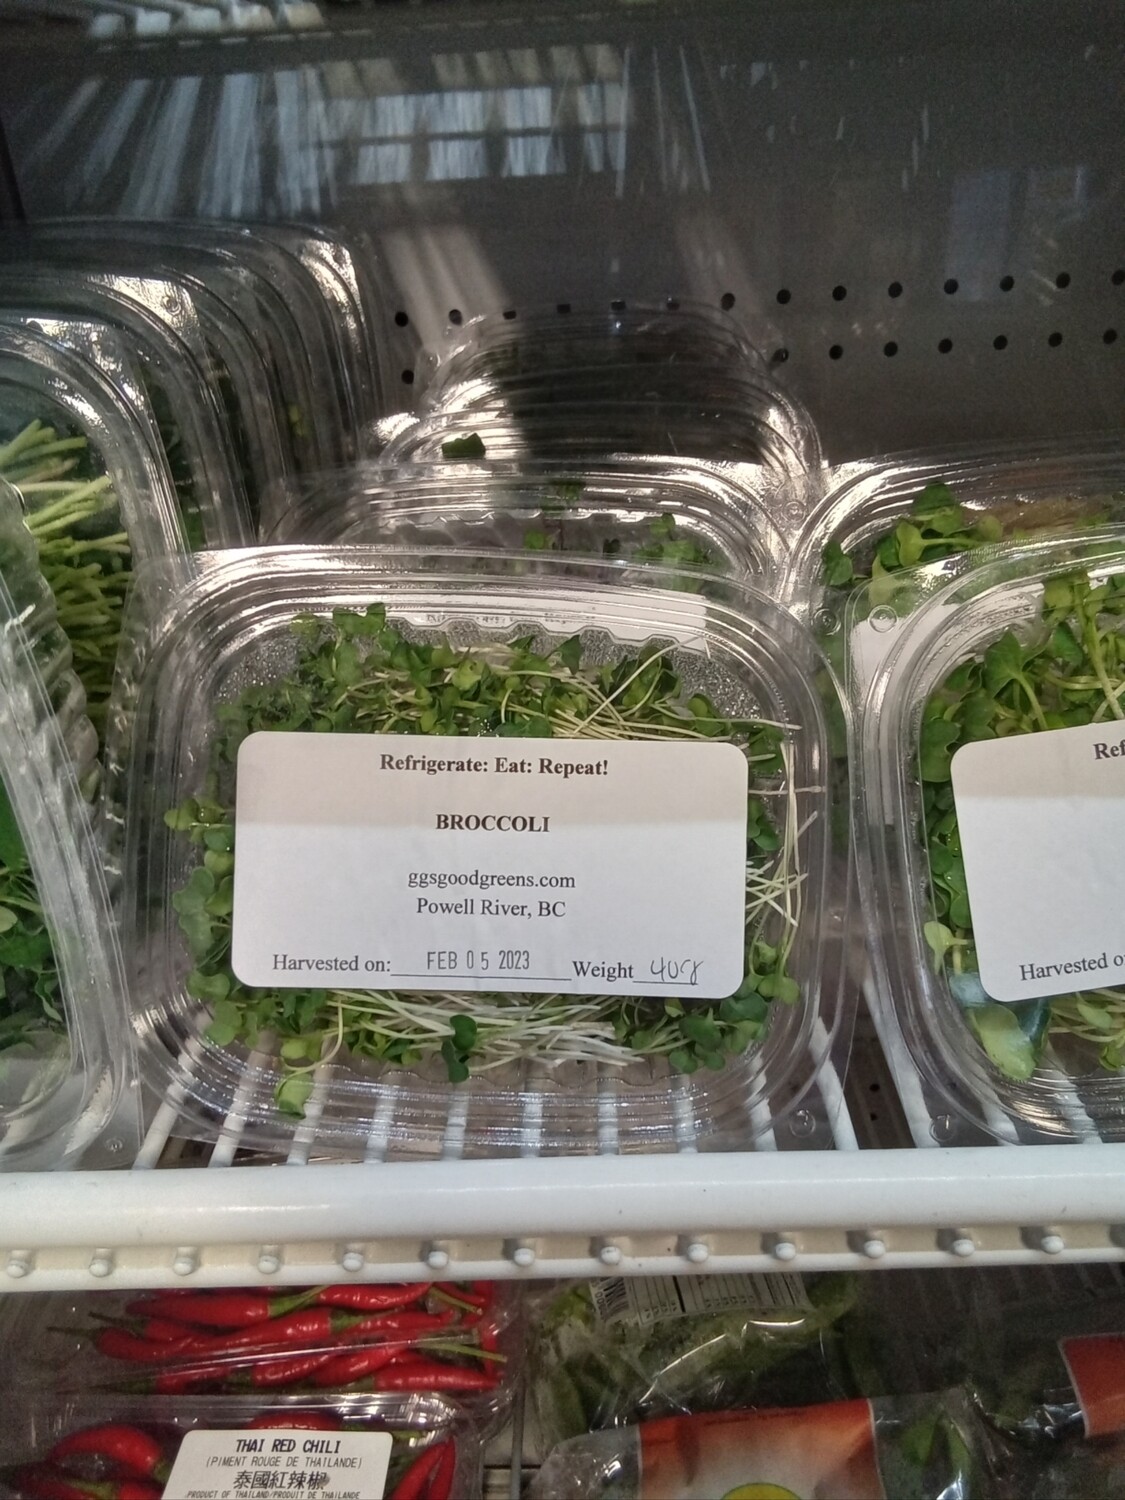 Refrigerate: Eat: Repeat!
BROCCOLI
ggsgoodgreens.com
Powell River, BC
Harvested on: FEB 05 2023 Weight 40g
Ref
Harvested o
THAI RED CHILI
(PIMENT ROUGE DE THAILANDE)
泰國紅辣椒
PRODUCT OF THAILAND/PRODUIT DE THAILANDE